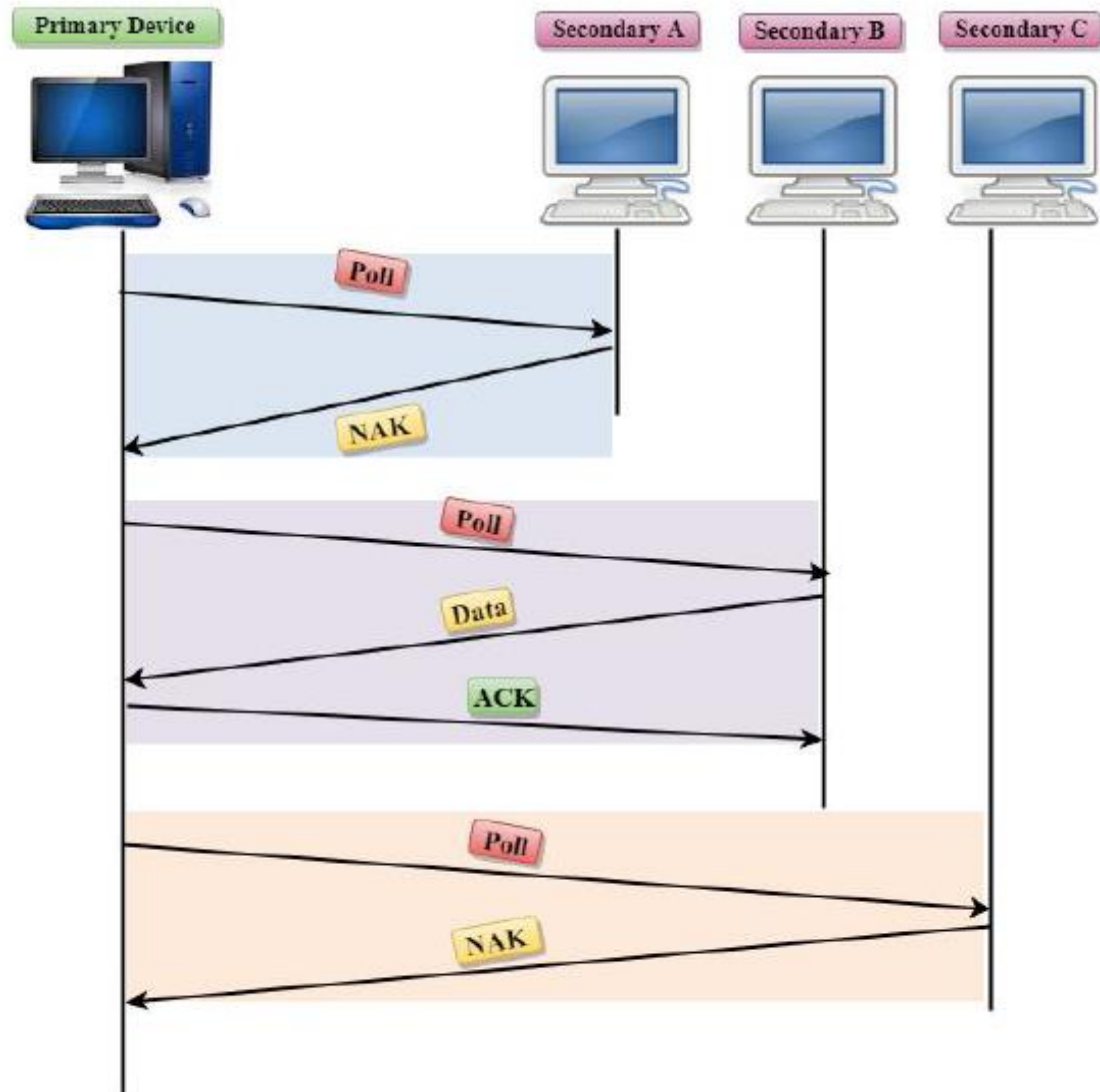 Primary Device
Secondary A
Secondary B
Secondary C
Poll
NAK
Poll
Data
ACK
Poll
NAK